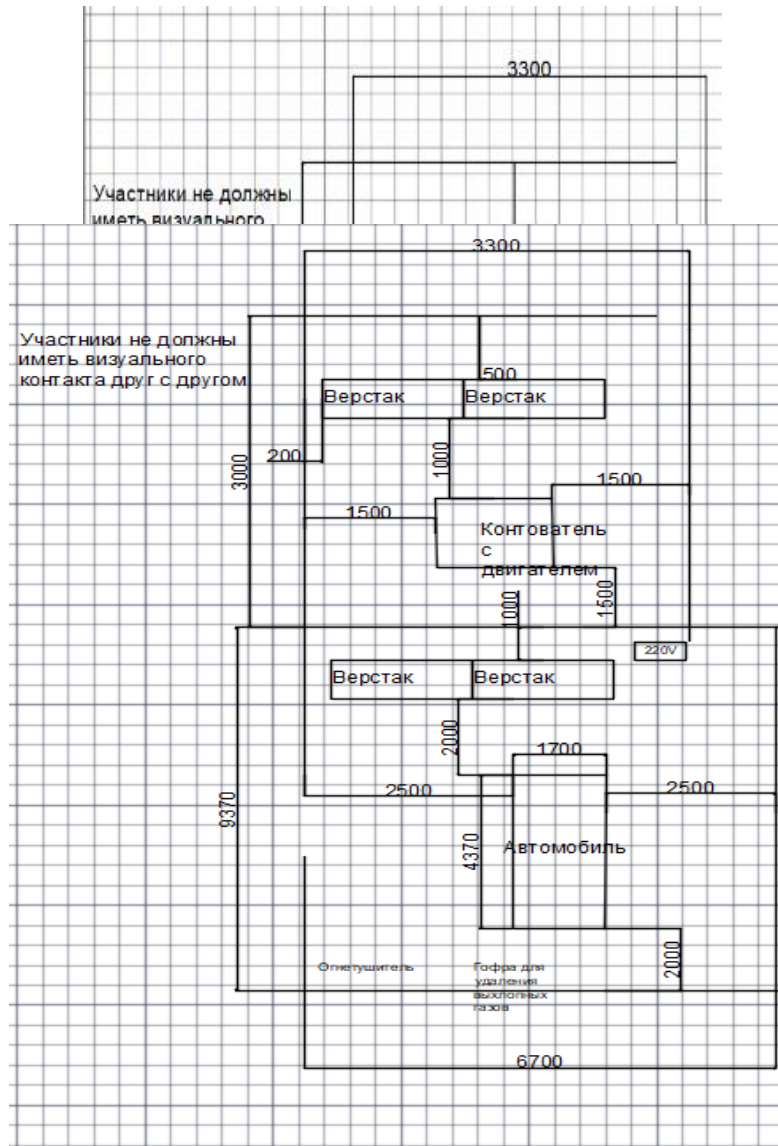 3300
Участники не должны
иметь визуального
3300
Участники не должны
иметь визуального
контакта друг с другом
500
Верстак
Верстак
200
1000
3000
1500
1500
Контователь
с
двигателем
1000
1500
220V
Верстак
Верстак
2000
1700
2500
2500
9370
4370
Автомобиль
2000
Огнетушитель
Гофра для
удаления
выхлопных
газов
6700